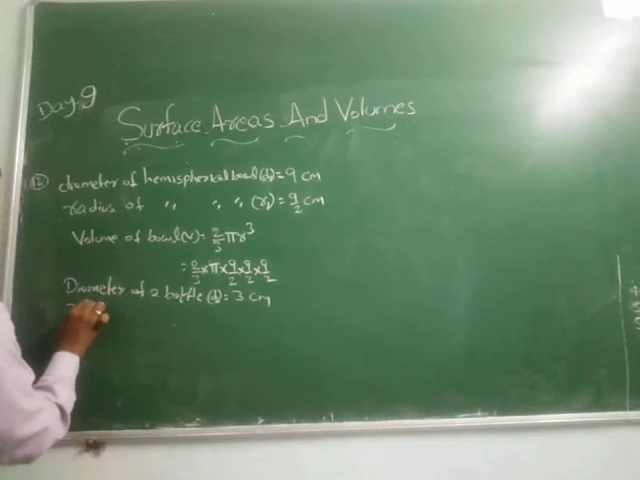 Day 9
Surface Areas And Volumes
12 diameter of hemispherical bowl (d) = 9 cm
radius of " " " (r) = 9/2 cm
Volume of bowl (v) = 2/3 πr³
= 2/3 × π × 9/2 × 9/2 × 9/2
Diameter of a bottle (d) = 3 cm